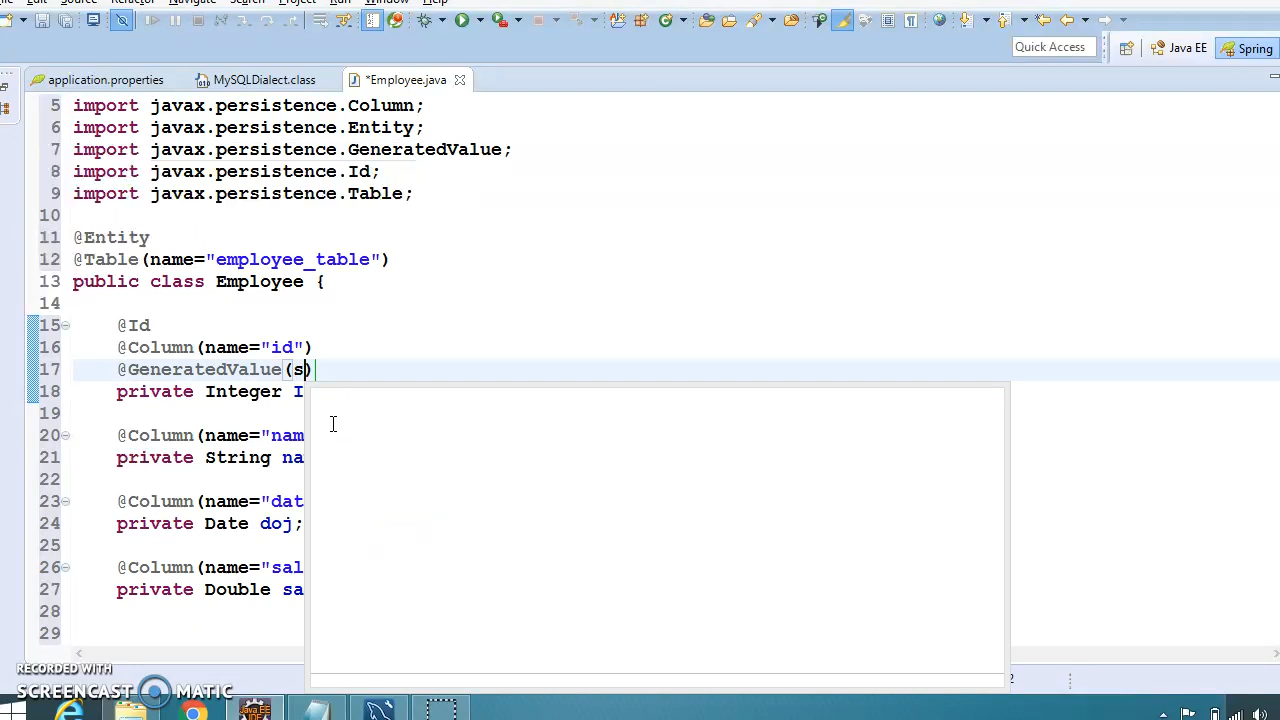 Quick Access
Java EE
Spring
application.properties
MySQLDialect.class
*Employee.java
5 import javax.persistence.Column;
6 import javax.persistence.Entity;
7 import javax.persistence.GeneratedValue;
8 import javax.persistence.Id;
9 import javax.persistence.Table;
10
11 @Entity
12 @Table(name="employee_table")
13 public class Employee {
14
15 @Id
16 @Column(name="id")
17 @GeneratedValue(s)
18 private Integer I
19
20 @Column(name="nam
21 private String na
22
23 @Column(name="dat
24 private Date doj;
25
26 @Column(name="sal
27 private Double sa
28
29
RECORDED WITH
SCREENCAST MATIC
Java EE
IDE